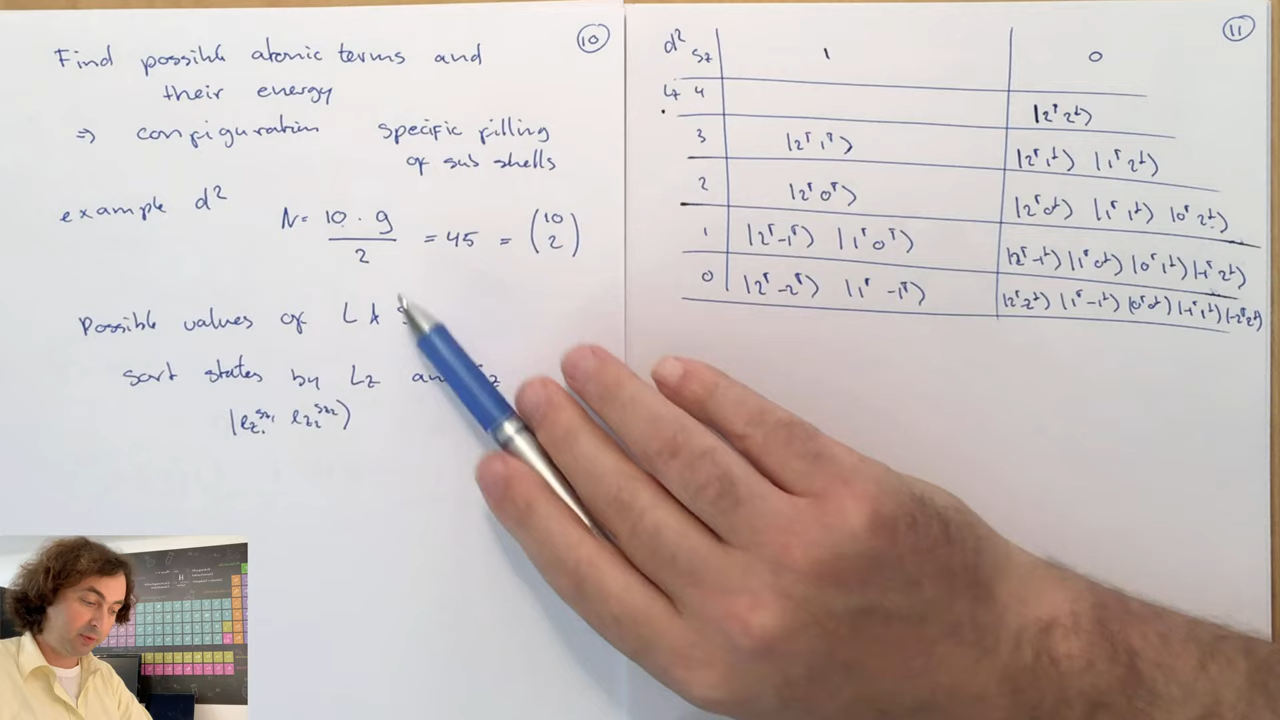 10
Find possible atonic terms and
their energy
⇒ configuration specific filling
of sub shells
example d²
N = 10 · 9 / 2 = 45 = (10 2)
Possible values of L & S
sort states by Lz and Sz
|ℓz₁^sz₁ ℓz₂^sz₂⟩
11
d² Sz 1 0
Lz 4 |2↑ 2↓⟩
3 |2↑ 1↑⟩ |2↑ 1↓⟩ |1↑ 2↓⟩
2 |2↑ 0↑⟩ |2↑ 0↓⟩ |1↑ 1↓⟩ |0↑ 2↓⟩
1 |2↑ -1↑⟩ |1↑ 0↑⟩ |2↑ -1↓⟩ |1↑ 0↓⟩ |0↑ 1↓⟩ |-1↑ 2↓⟩
0 |2↑ -2↑⟩ |1↑ -1↑⟩ |2↑ -2↓⟩ |1↑ -1↓⟩ |0↑ 0↓⟩ |-1↑ 1↓⟩ |-2↑ 2↓⟩